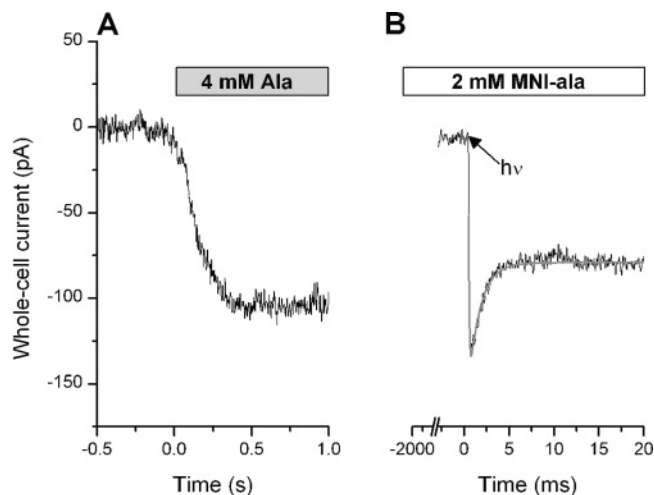 A
B
50
0
-50
-100
-150
Whole-cell current (pA)
4 mM Ala
-0.5 0.0 0.5 1.0
Time (s)
2 mM MNI-ala
hν
-2000 0 5 10 15 20
Time (ms)